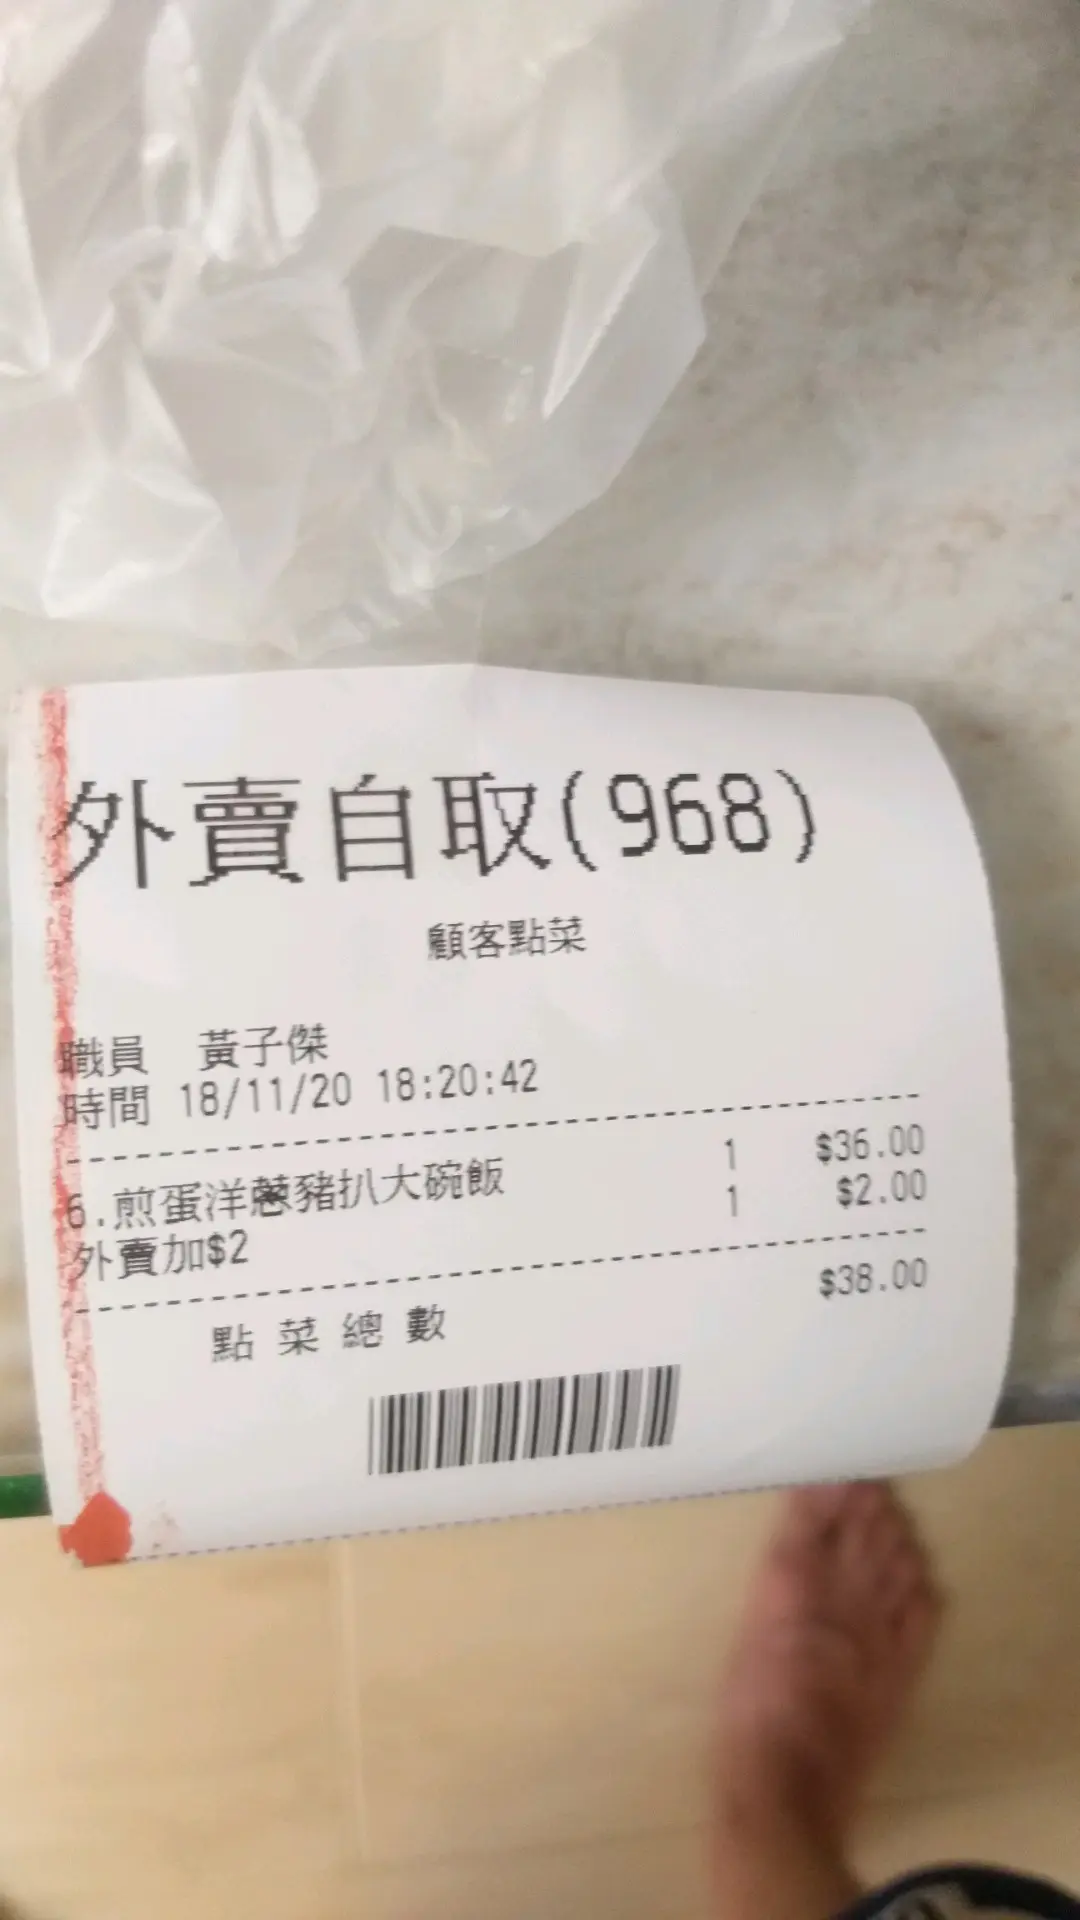 外賣自取(968)
顧客點菜
職員 黃子傑
時間 18/11/20 18:20:42
6.煎蛋洋蔥豬扒大碗飯 1 $36.00
外賣加$2 1 $2.00
點菜總數 $38.00